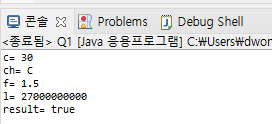 콘솔 Problems Debug Shell
<종료됨> Q1 [Java 응용프로그램] C:₩Users₩dwon
c= 30
ch= C
f= 1.5
l= 27000000000
result= true